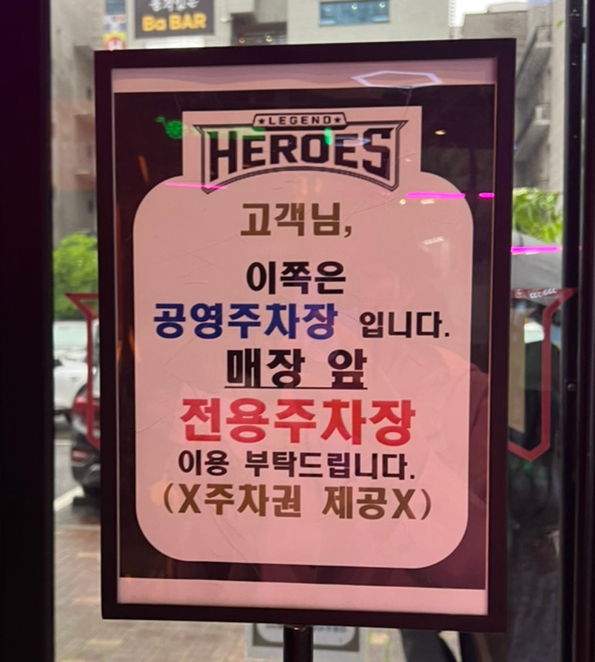 Ba BAR
LEGEND
HEROES
고객님,
이쪽은
공영주차장 입니다.
매장 앞
전용주차장
이용 부탁드립니다.
(X주차권 제공X)